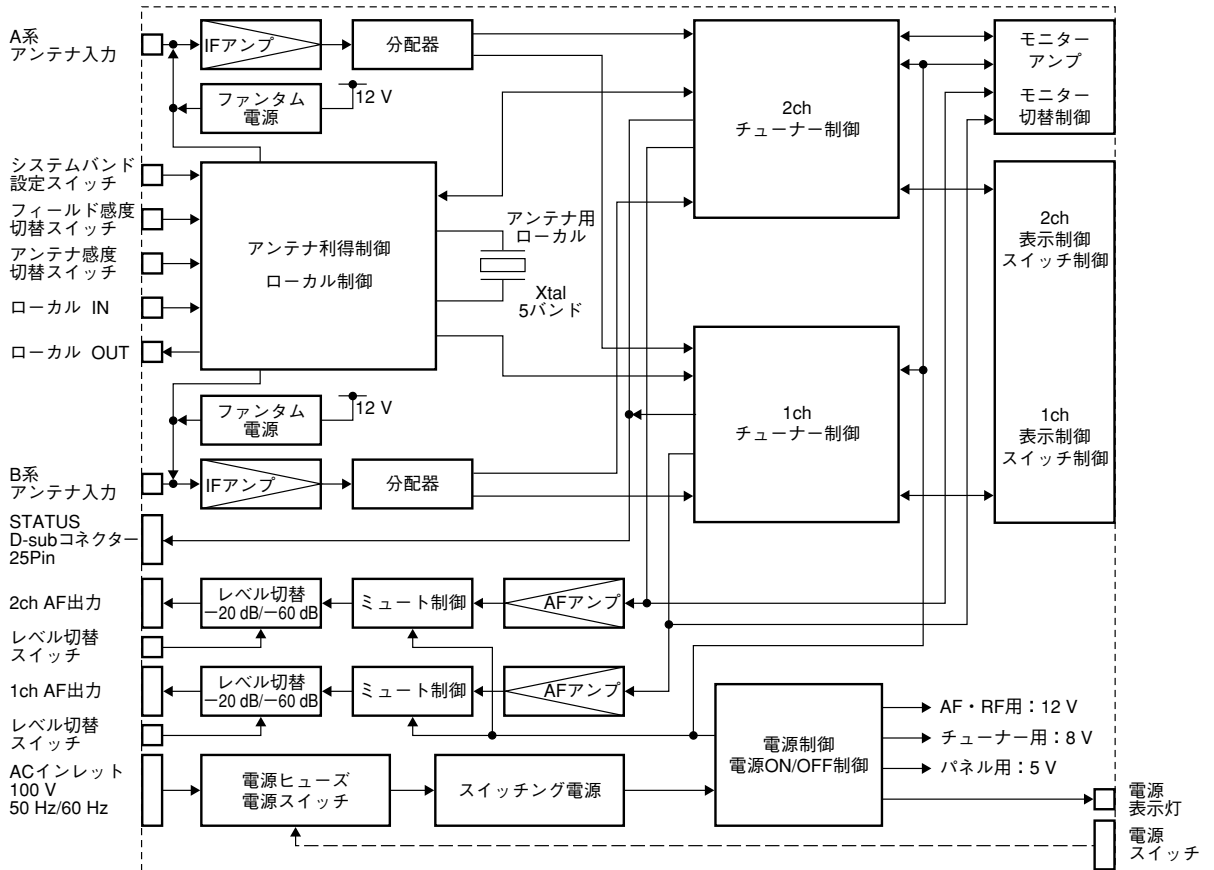 A系
アンテナ入力
IFアンプ
分配器
ファンタム
電源
12 V
2ch
チューナー制御
モニター
アンプ
モニター
切替制御
システムバンド
設定スイッチ
フィールド感度
切替スイッチ
アンテナ感度
切替スイッチ
ローカル IN
ローカル OUT
アンテナ利得制御
ローカル制御
アンテナ用
ローカル
Xtal
5バンド
2ch
表示制御
スイッチ制御
1ch
チューナー制御
1ch
表示制御
スイッチ制御
ファンタム
電源
12 V
B系
アンテナ入力
IFアンプ
分配器
STATUS
D-subコネクター
25Pin
2ch AF出力
レベル切替
－20 dB/－60 dB
ミュート制御
AFアンプ
レベル切替
スイッチ
1ch AF出力
レベル切替
－20 dB/－60 dB
ミュート制御
AFアンプ
レベル切替
スイッチ
ACインレット
100 V
50 Hz/60 Hz
電源ヒューズ
電源スイッチ
スイッチング電源
電源制御
電源ON/OFF制御
AF・RF用：12 V
チューナー用：8 V
パネル用：5 V
電源
表示灯
電源
スイッチ